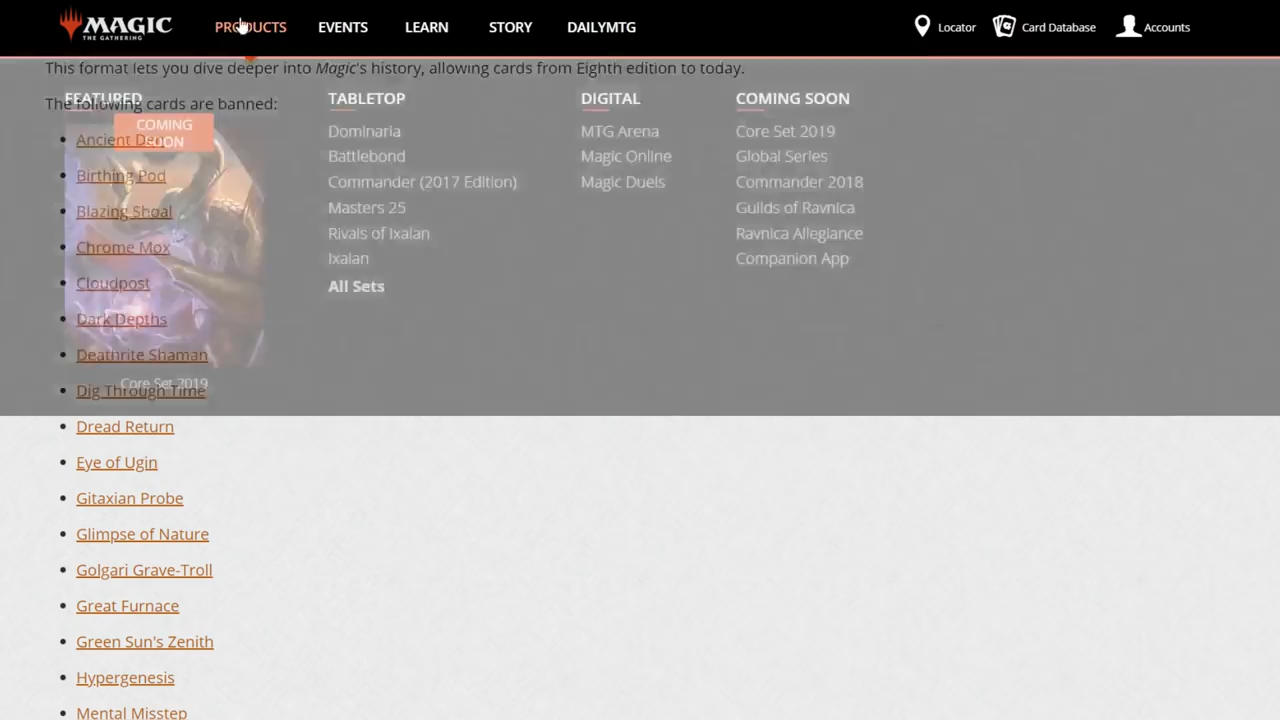 MAGIC
THE GATHERING
PRODUCTS
EVENTS
LEARN
STORY
DAILYMTG
Locator
Card Database
Accounts
This format lets you dive deeper into Magic's history, allowing cards from Eighth edition to today.
The following cards are banned:
FEATURED
COMING
SOON
Core Set 2019
TABLETOP
Dominaria
Battlebond
Commander (2017 Edition)
Masters 25
Rivals of Ixalan
Ixalan
All Sets
DIGITAL
MTG Arena
Magic Online
Magic Duels
COMING SOON
Core Set 2019
Global Series
Commander 2018
Guilds of Ravnica
Ravnica Allegiance
Companion App
Ancient Den
Birthing Pod
Blazing Shoal
Chrome Mox
Cloudpost
Dark Depths
Deathrite Shaman
Dig Through Time
Dread Return
Eye of Ugin
Gitaxian Probe
Glimpse of Nature
Golgari Grave-Troll
Great Furnace
Green Sun's Zenith
Hypergenesis
Mental Misstep